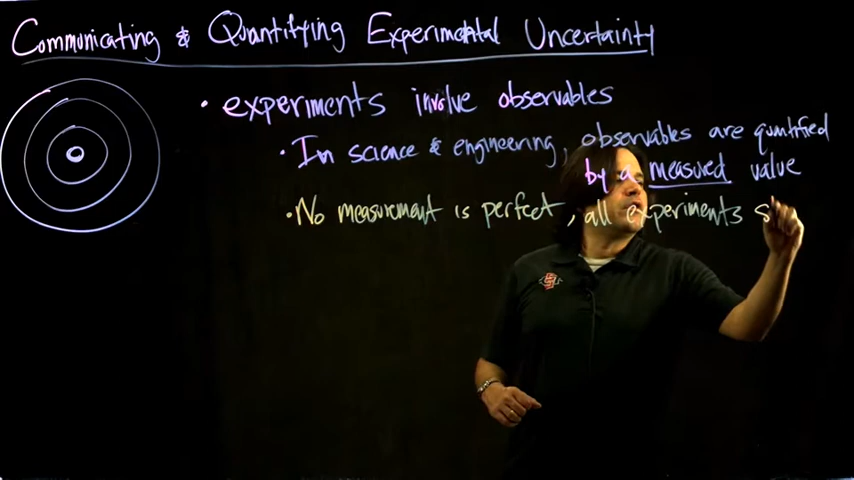 Communicating & Quantifying Experimental Uncertainty
• experiments involve observables
• In science & engineering, observables are quantified
by a measured value
• No measurement is perfect, all experiments s